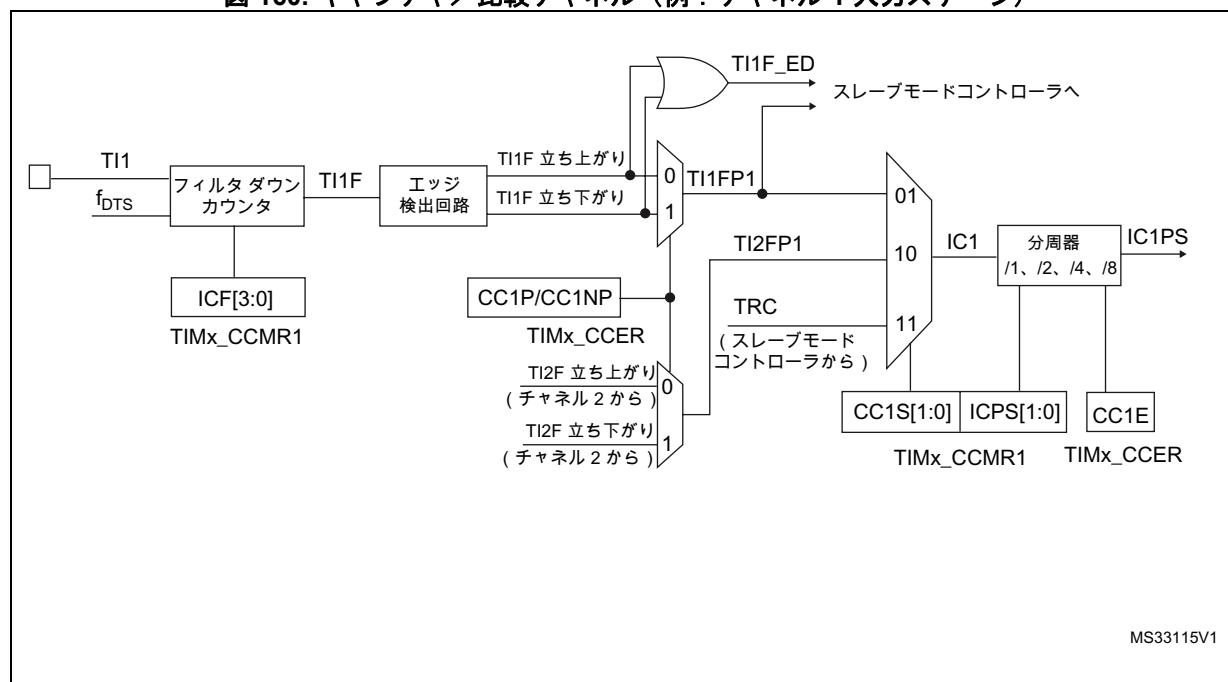 TI1F_ED
スレーブモードコントローラへ
TI1
fDTS
フィルタ ダウン
カウンタ
TI1F
エッジ
検出回路
TI1F 立ち上がり
TI1F 立ち下がり
0
1
TI1FP1
01
TI2FP1
10
IC1
分周器
/1、/2、/4、/8
IC1PS
ICF[3:0]
TIMx_CCMR1
CC1P/CC1NP
TIMx_CCER
TRC
11
(スレーブモード
コントローラから)
TI2F 立ち上がり
(チャネル 2 から)
0
TI2F 立ち下がり
(チャネル 2 から)
1
CC1S[1:0]
ICPS[1:0]
CC1E
TIMx_CCMR1
TIMx_CCER
MS33115V1